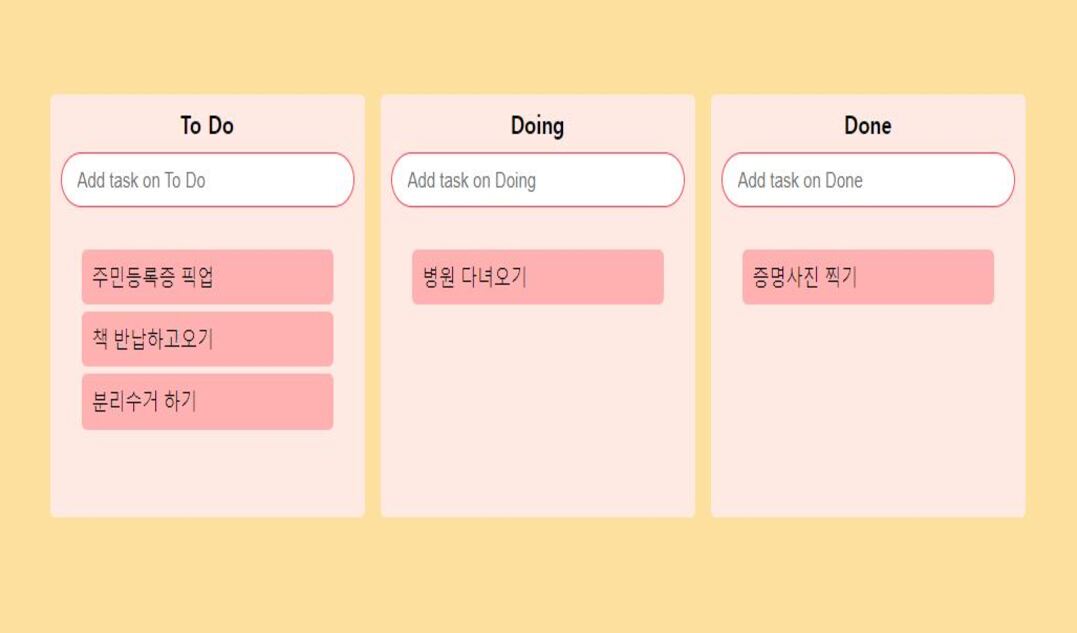 To Do
Add task on To Do
주민등록증 픽업
책 반납하고오기
분리수거 하기
Doing
Add task on Doing
병원 다녀오기
Done
Add task on Done
증명사진 찍기